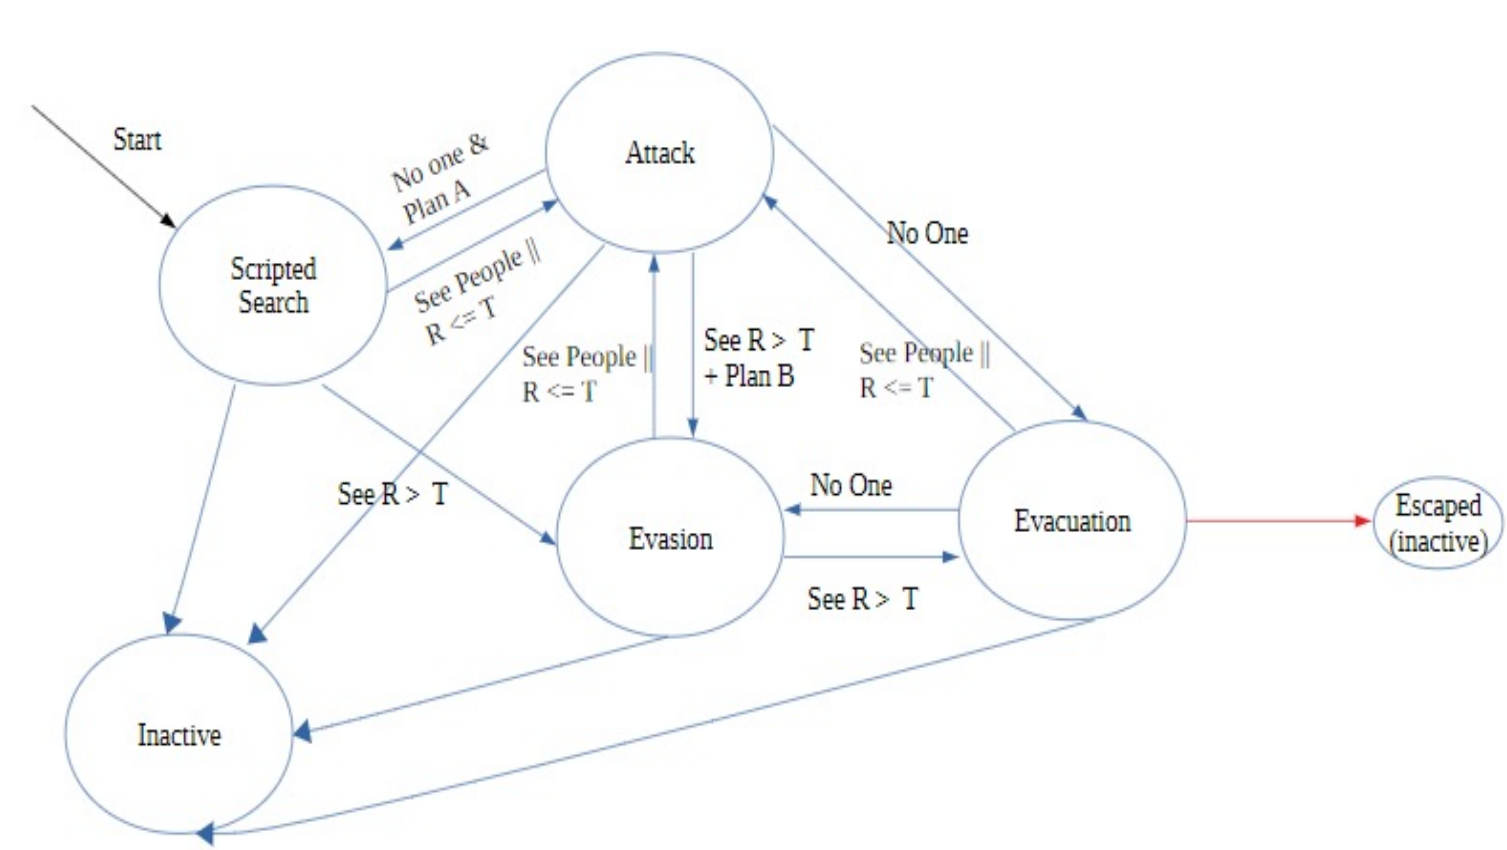 Start
Attack
No one &
Plan A
No One
Scripted
Search
See People ||
R <= T
See People ||
R <= T
See R > T
+ Plan B
See People ||
R <= T
See R > T
No One
Evasion
Evacuation
Escaped
(inactive)
See R > T
Inactive